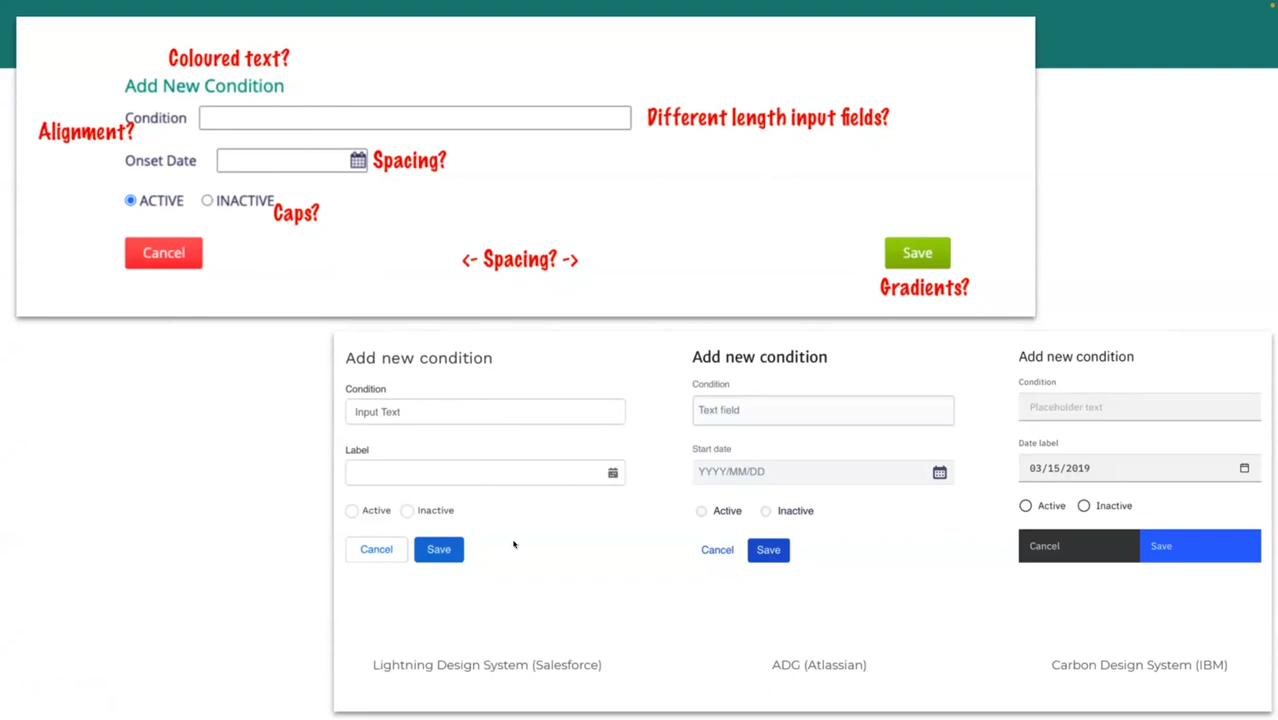 Coloured text?
Add New Condition
Condition
Different length input fields?
Alignment?
Onset Date
Spacing?
ACTIVE INACTIVE
Caps?
Cancel
<- Spacing? ->
Save
Gradients?
Add new condition
Condition
Input Text
Label
Active Inactive
Cancel Save
Lightning Design System (Salesforce)
Add new condition
Condition
Text field
Start date
YYYY/MM/DD
Active Inactive
Cancel Save
ADG (Atlassian)
Add new condition
Condition
Placeholder text
Date label
03/15/2019
Active Inactive
Cancel Save
Carbon Design System (IBM)